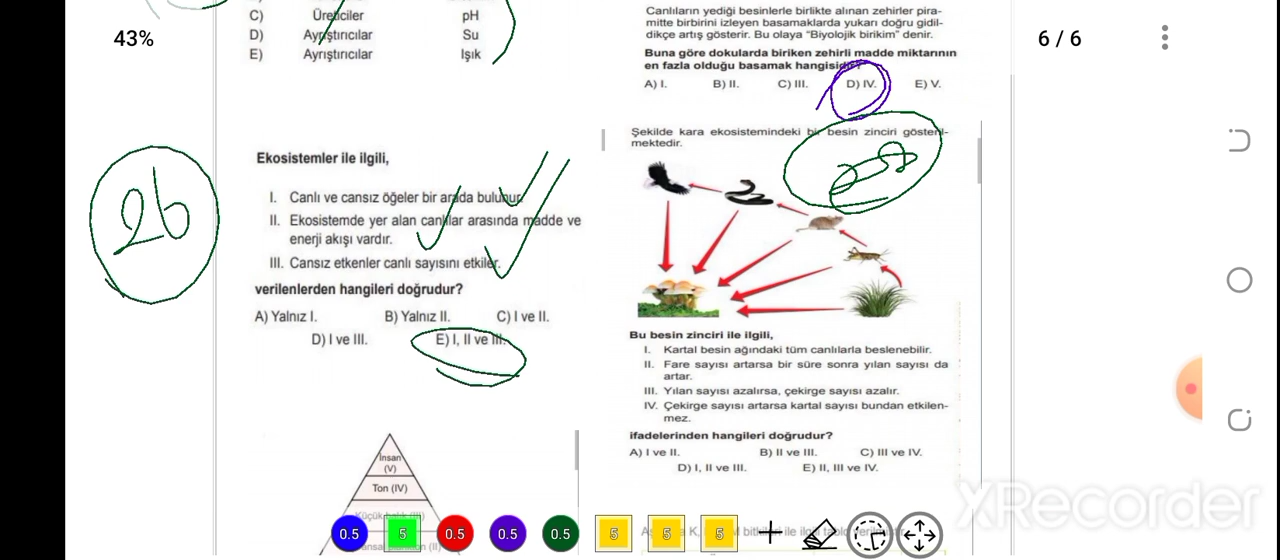 43%
C) Üreticiler pH
D) Ayrıştırıcılar Su
E) Ayrıştırıcılar Işık
26
Ekosistemler ile ilgili,
I. Canlı ve cansız öğeler bir arada bulunur.
II. Ekosistemde yer alan canlılar arasında madde ve
enerji akışı vardır.
III. Cansız etkenler canlı sayısını etkiler.
verilenlerden hangileri doğrudur?
A) Yalnız I. B) Yalnız II. C) I ve II.
D) I ve III. E) I, II ve III.
İnsan
(V)
Ton (IV)
Küçük balık (III)
(II)
Canlıların yediği besinlerle birlikte alınan zehirler pira-
mitte birbirini izleyen basamaklarda yukarı doğru gidil-
dikçe artış gösterir. Bu olaya "Biyolojik birikim" denir.
Buna göre dokularda biriken zehirli madde miktarının
en fazla olduğu basamak hangisidir?
A) I. B) II. C) III. D) IV. E) V.
Şekilde kara ekosistemindeki bir besin zinciri gösteril-
mektedir.
28
Bu besin zinciri ile ilgili,
I. Kartal besin ağındaki tüm canlılarla beslenebilir.
II. Fare sayısı artarsa bir süre sonra yılan sayısı da
artar.
III. Yılan sayısı azalırsa, çekirge sayısı azalır.
IV. Çekirge sayısı artarsa kartal sayısı bundan etkilen-
mez.
ifadelerinden hangileri doğrudur?
A) I ve II. B) II ve III. C) III ve IV.
D) I, II ve III. E) II, III ve IV.
bitkileri ile ilgili
6 / 6
XRecorder
0.5 5 0.5 0.5 0.5 5 5 5